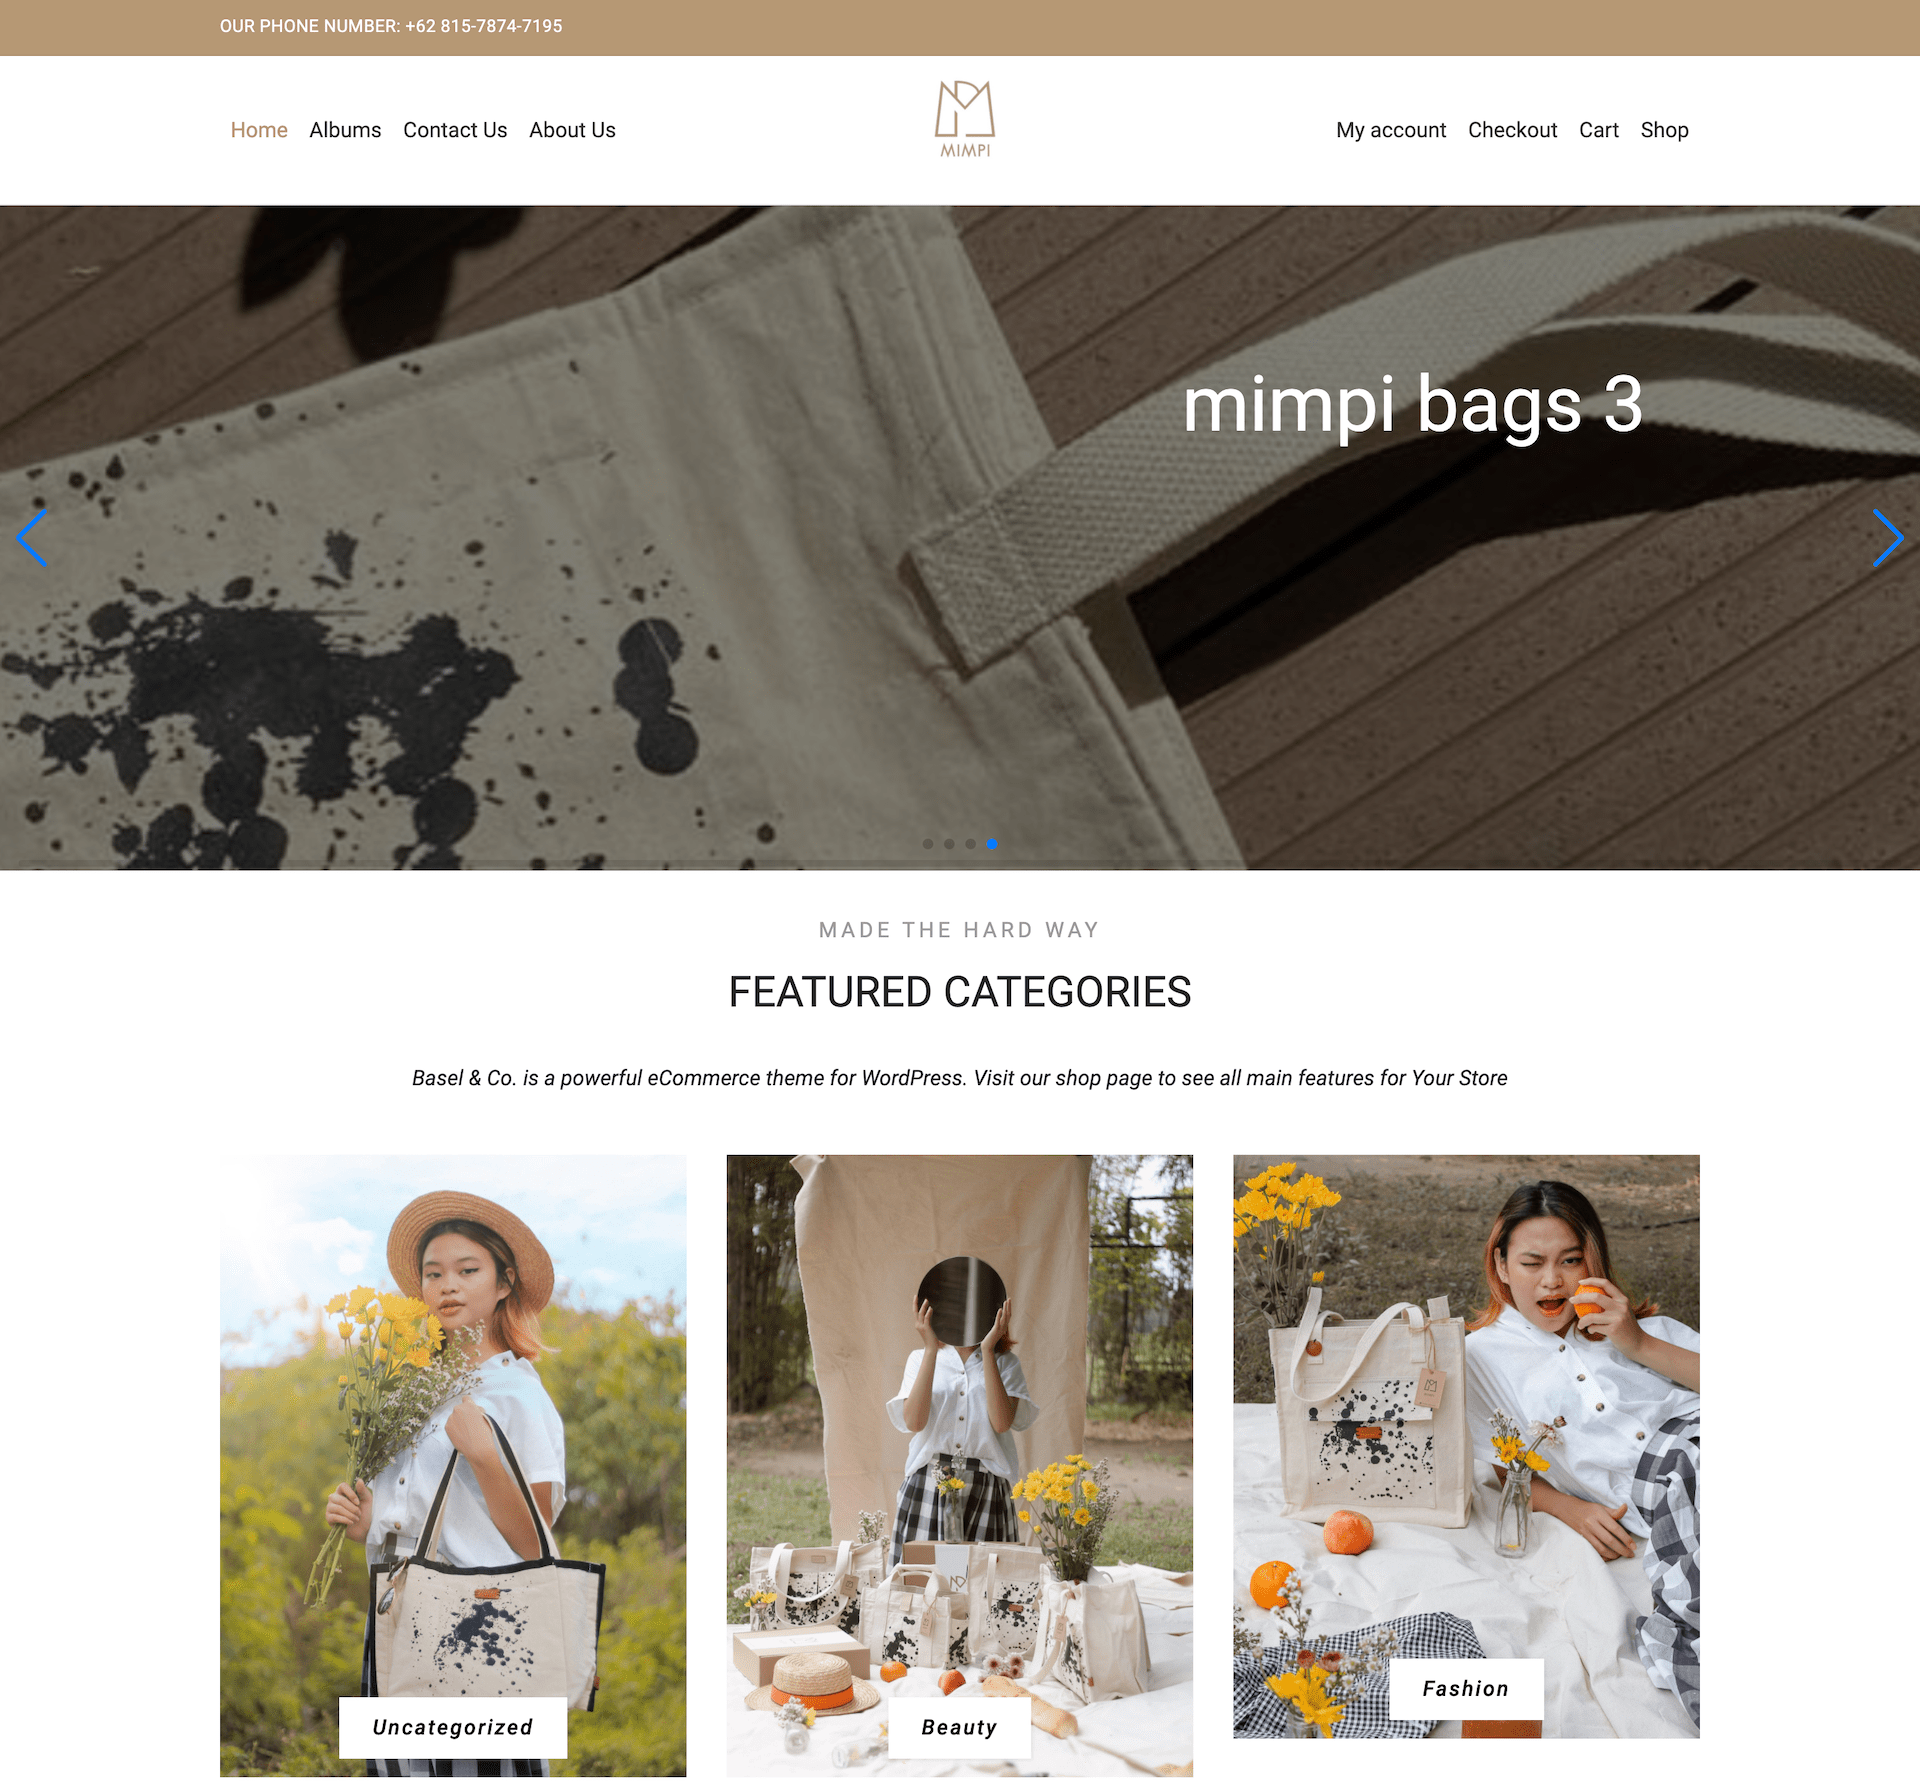 OUR PHONE NUMBER: +62 815-7874-7195
Home Albums Contact Us About Us
MIMPI
My account Checkout Cart Shop
mimpi bags 3
MADE THE HARD WAY
FEATURED CATEGORIES
Basel & Co. is a powerful eCommerce theme for WordPress. Visit our shop page to see all main features for Your Store
Uncategorized
Beauty
Fashion